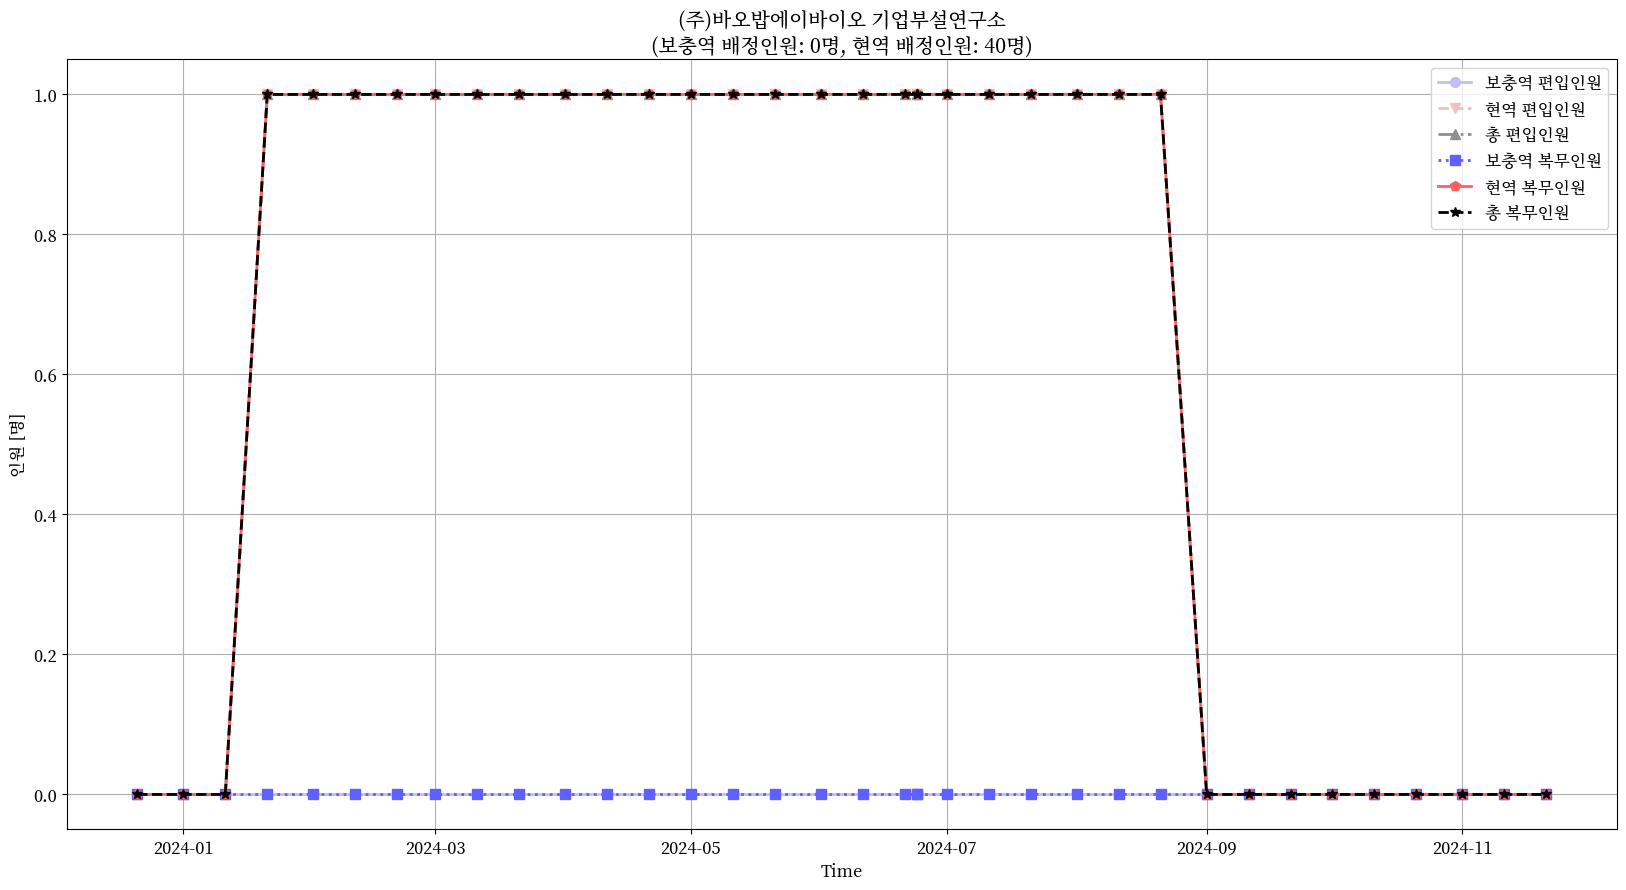 (주)바오밥에이바이오 기업부설연구소
(보충역 배정인원: 0명, 현역 배정인원: 40명)
보충역 편입인원
현역 편입인원
총 편입인원
보충역 복무인원
현역 복무인원
총 복무인원
인원 [명]
1.0
0.8
0.6
0.4
0.2
0.0
2024-01
2024-03
2024-05
2024-07
2024-09
2024-11
Time